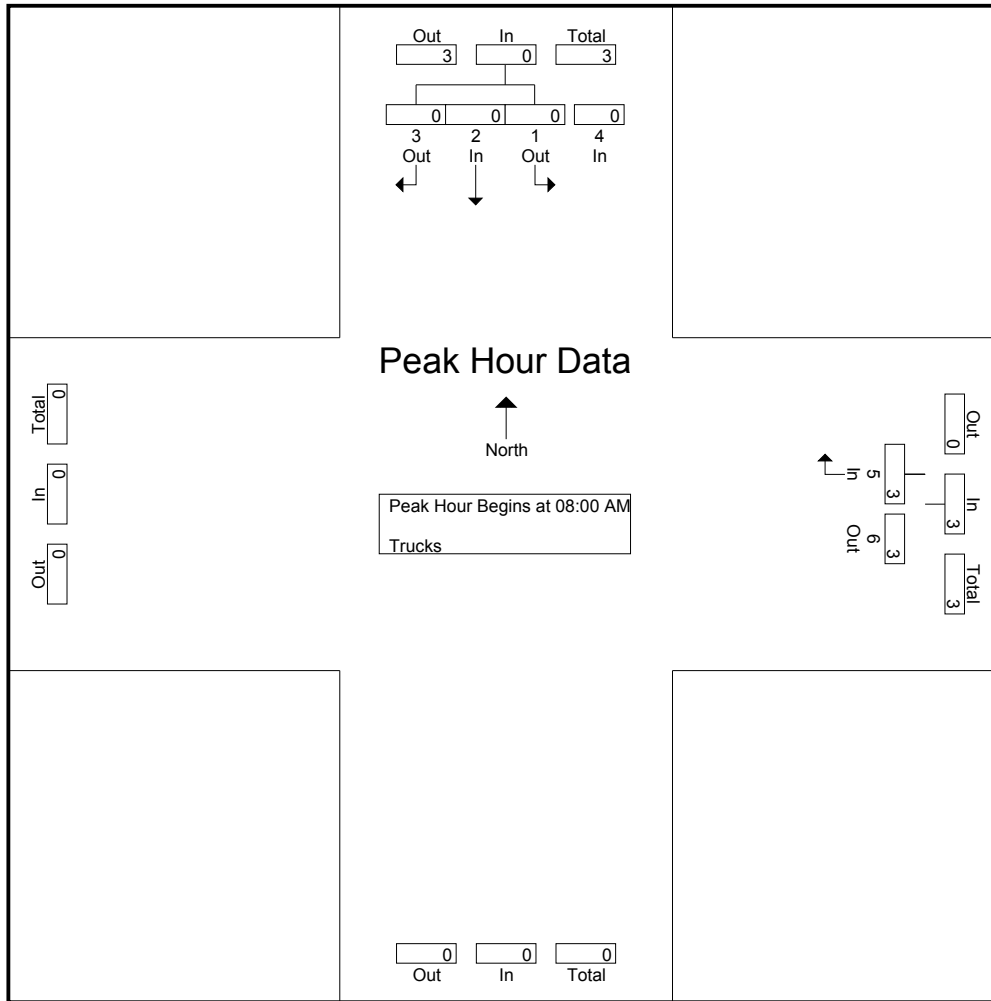 Out In Total
3 0 3
0 0 0 0
3 2 1 4
Out In Out In
Peak Hour Data
North
Peak Hour Begins at 08:00 AM
Trucks
Total In Out
0 0 0
Out In Total
0 3 3
3 3
5 6
In Out
0 0 0
Out In Total